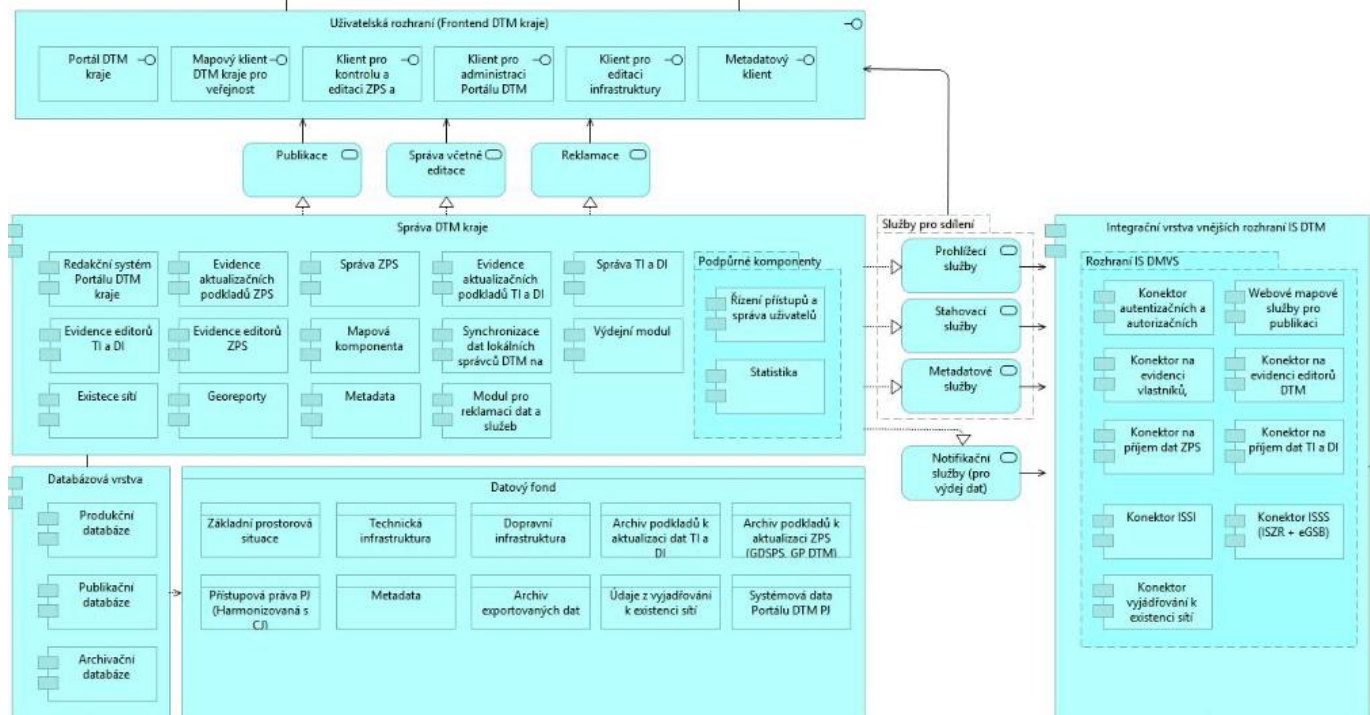 Uživatelská rozhraní (Frontend DTM kraje)
Portál DTM
kraje
Mapový klient
DTM kraje pro
veřejnost
Klient pro
kontrolu a
editaci ZPS a
Klient pro
administraci
Portálu DTM
Klient pro
editaci
infrastruktury
Metadatový
klient
Publikace
Správa včetně
editace
Reklamace
Správa DTM kraje
Redakční systém
Portálu DTM
kraje
Evidence
aktualizačních
podkladů ZPS
Správa ZPS
Evidence
aktualizačních
podkladů TI a DI
Správa TI a DI
Evidence editorů
TI a DI
Evidence editorů
ZPS
Mapová
komponenta
Synchronizace
dat lokálních
správců DTM na
Výdejní modul
Existece sítí
Georeporty
Metadata
Modul pro
reklamaci dat a
služeb
Podpůrné komponenty
Řízení přístupů a
správa uživatelů
Statistika
Služby pro sdílení
Prohlížecí
služby
Stahovací
služby
Metadatové
služby
Notifikační
služby (pro
výdej dat)
Integrační vrstva vnějších rozhraní IS DTM
Rozhraní IS DMVS
Konektor
autentizačních a
autorizačních
Webové mapové
služby pro
publikaci
Konektor na
evidenci
vlastníků,
Konektor na
evidenci editorů
DTM
Konektor na
příjem dat ZPS
Konektor na
příjem dat TI a DI
Konektor ISSI
Konektor ISSS
(ISZR + eGSB)
Konektor
vyjádřování k
existenci sítí
Databázová vrstva
Produkční
databáze
Publikační
databáze
Archivační
databáze
Datový fond
Základní prostorová
situace
Technická
infrastruktura
Dopravní
infrastruktura
Archiv podkladů k
aktualizaci dat TI a
DI
Archiv podkladů k
aktualizaci ZPS
(GDSPS, GP DTM)
Přístupová práva PJ
(Harmonizovaná s
CJ)
Metadata
Archiv
exportovaných dat
Údaje z vyjadřování
k existenci sítí
Systémová data
Portálu DTM PJ